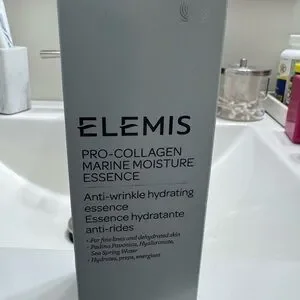 ELEMIS
PRO-COLLAGEN
MARINE MOISTURE
ESSENCE
Anti-wrinkle hydrating
essence
Essence hydratante
anti-rides
• For fine lines and dehydrated skin
• Padina Pavonica, Hyaluronate,
Sea Spring Water
• Hydrates, preps, energises